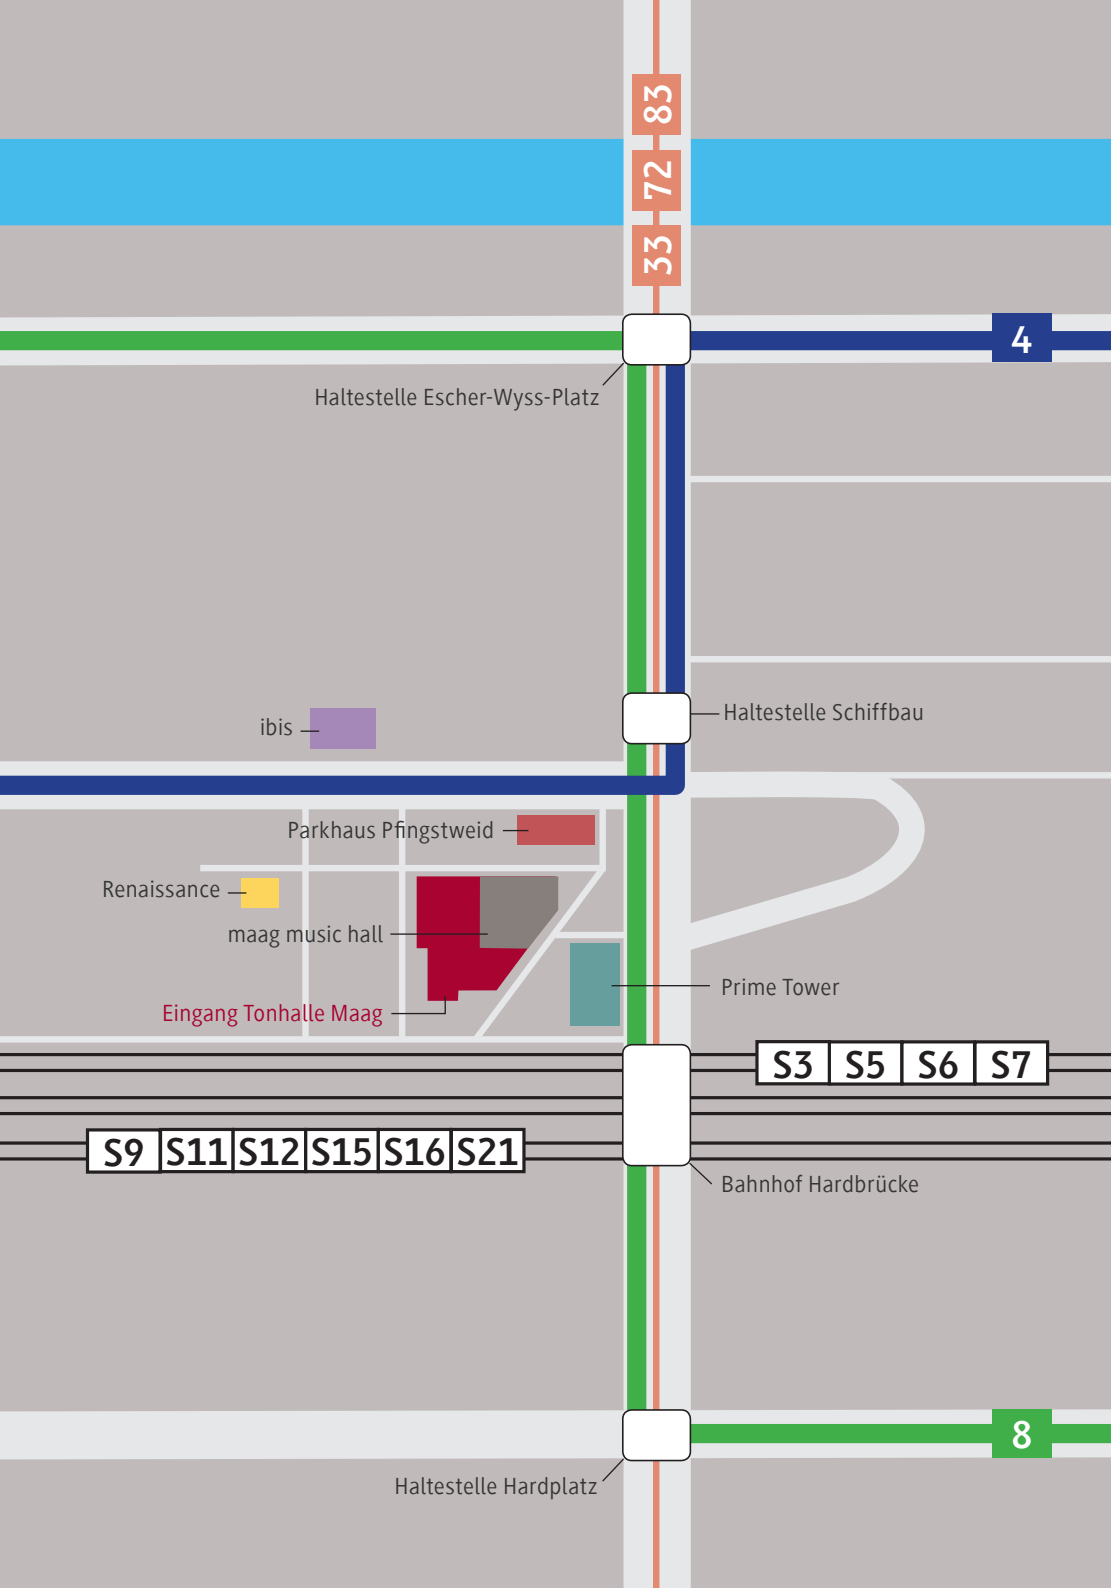 83
72
33
4
Haltestelle Escher-Wyss-Platz
Haltestelle Schiffbau
ibis
Parkhaus Pfingstweid
Renaissance
maag music hall
Prime Tower
Eingang Tonhalle Maag
S3 S5 S6 S7
S9 S11 S12 S15 S16 S21
Bahnhof Hardbrücke
8
Haltestelle Hardplatz